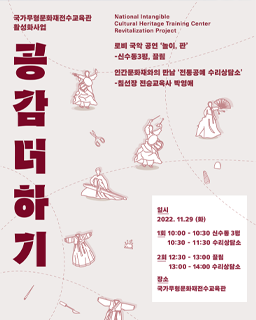 국가무형문화재전수교육관
활성화사업
National Intangible
Cultural Heritage Training Center
Revitalization Project
공감 더하기
로비 국악 공연 '놀이, 판'
-신수동3평, 끌림
인간문화재와의 만남 '전통공예 수리상담소'
-침선장 전승교육사 박영애
일시
2022. 11.29 (화)
1회 10:00 - 10:30 신수동 3평
10:30 - 11:30 수리상담소
2회 12:30 - 13:00 끌림
13:00 - 14:00 수리상담소
장소
국가무형문화재전수교육관